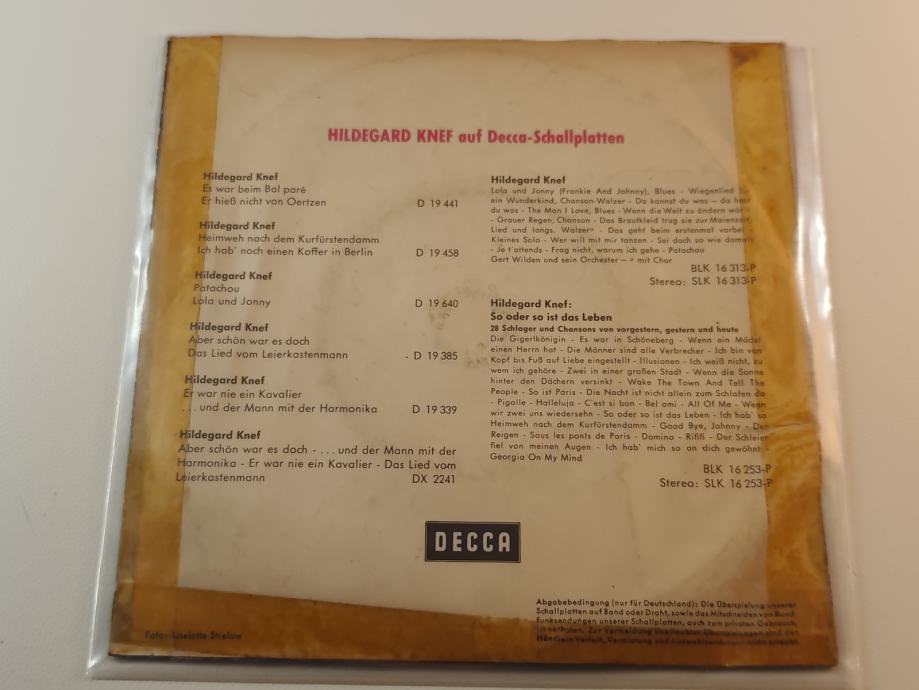 HILDEGARD KNEF auf Decca-Schallplatten
Hildegard Knef
Es war beim Bal paré
Er hieß nicht von Oertzen D 19 441
Hildegard Knef
Heimweh nach dem Kurfürstendamm
Ich hab' noch einen Koffer in Berlin D 19 458
Hildegard Knef
Patachou
Lola und Jonny D 19 640
Hildegard Knef
Aber schön war es doch
Das Lied vom Leierkastenmann D 19 385
Hildegard Knef
Er war nie ein Kavalier
. . . und der Mann mit der Harmonika D 19 339
Hildegard Knef
Aber schön war es doch - . . . und der Mann mit der
Harmonika - Er war nie ein Kavalier - Das Lied vom
Leierkastenmann DX 2241
Hildegard Knef
Lola und Jonny (Frankie And Johnny), Blues - Wiegenlied
ein Wunderkind, Chanson-Walzer - Da kannst du was - da
du was - The Man I Love, Blues - Wenn die Welt zu ändern wär'
- Grauer Regen, Chanson - Das Brautkleid trug sie zur Maienzeit,
Lied und langs. Walzer° - Das geht beim erstenmal vorbei -
Kleines Solo - Wer will mit mir tanzen - Sei doch so wie damals
- Je t'attends - Frag nicht, warum ich gehe - Patachou
Gert Wilden und sein Orchester - ° mit Chor
BLK 16 313-P
Stereo: SLK 16 313-P
Hildegard Knef:
So oder so ist das Leben
28 Schlager und Chansons von vorgestern, gestern und heute
Die Gigerlkönigin - Es war in Schöneberg - Wenn ein Mädel
einen Herrn hat - Die Männer sind alle Verbrecher - Ich bin von
Kopf bis Fuß auf Liebe eingestellt - Illusionen - Ich weiß nicht, zu
wem ich gehöre - Zwei in einer großen Stadt - Wenn die Sonne
hinter den Dächern versinkt - Wake The Town And Tell The
People - So ist Paris - Die Nacht ist nicht allein zum Schlafen da
- Pigalle - Halleluja - C'est si bon - Bel ami - All Of Me - Wenn
wir zwei uns wiedersehn - So oder so ist das Leben - Ich hab' so
Heimweh nach dem Kurfürstendamm - Good Bye, Johnny - Der
Reigen - Sous les ponts de Paris - Domino - Rififi - Der Schleier
fiel von meinen Augen - Ich hab' mich so an dich gewöhnt -
Georgia On My Mind
BLK 16 253-P
Stereo: SLK 16 253-P
DECCA
Abgabebedingung (nur für Deutschland): Die Überspielung unserer
Schallplatten auf Band oder Draht, sowie das Mitschneiden von Rund-
funksendungen unserer Schallplatten, auch zum privaten Gebrauch,
ist verboten. Zur Vermeidung unerlaubter Überspielungen sind den
Händlern Verleih, Vermietung und Auswahlsendungen nicht erlaubt.
Foto: Liselotte Strelow